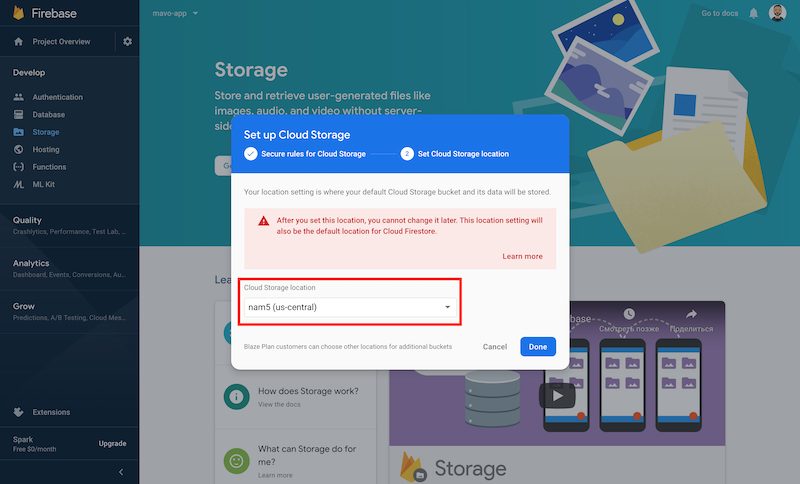 Firebase
mavo-app
Go to docs
Project Overview
Develop
Authentication
Database
Storage
Hosting
Functions
ML Kit
Quality
Crashlytics, Performance, Test Lab, ...
Analytics
Dashboard, Events, Conversions, Au...
Grow
Predictions, A/B Testing, Cloud Mes...
Extensions
Spark
Free $0/month
Upgrade
Storage
Store and retrieve user-generated files like
images, audio, and video without server-
Set up Cloud Storage
Secure rules for Cloud Storage
2
Set Cloud Storage location
Your location setting is where your default Cloud Storage bucket and its data will be stored.
After you set this location, you cannot change it later. This location setting will
also be the default location for Cloud Firestore.
Learn more
Cloud Storage location
nam5 (us-central)
Blaze Plan customers can choose other locations for additional buckets
Cancel
Done
Смотреть позже
Поделиться
How does Storage work?
View the docs
What can Storage do for
me?
Learn more
Storage